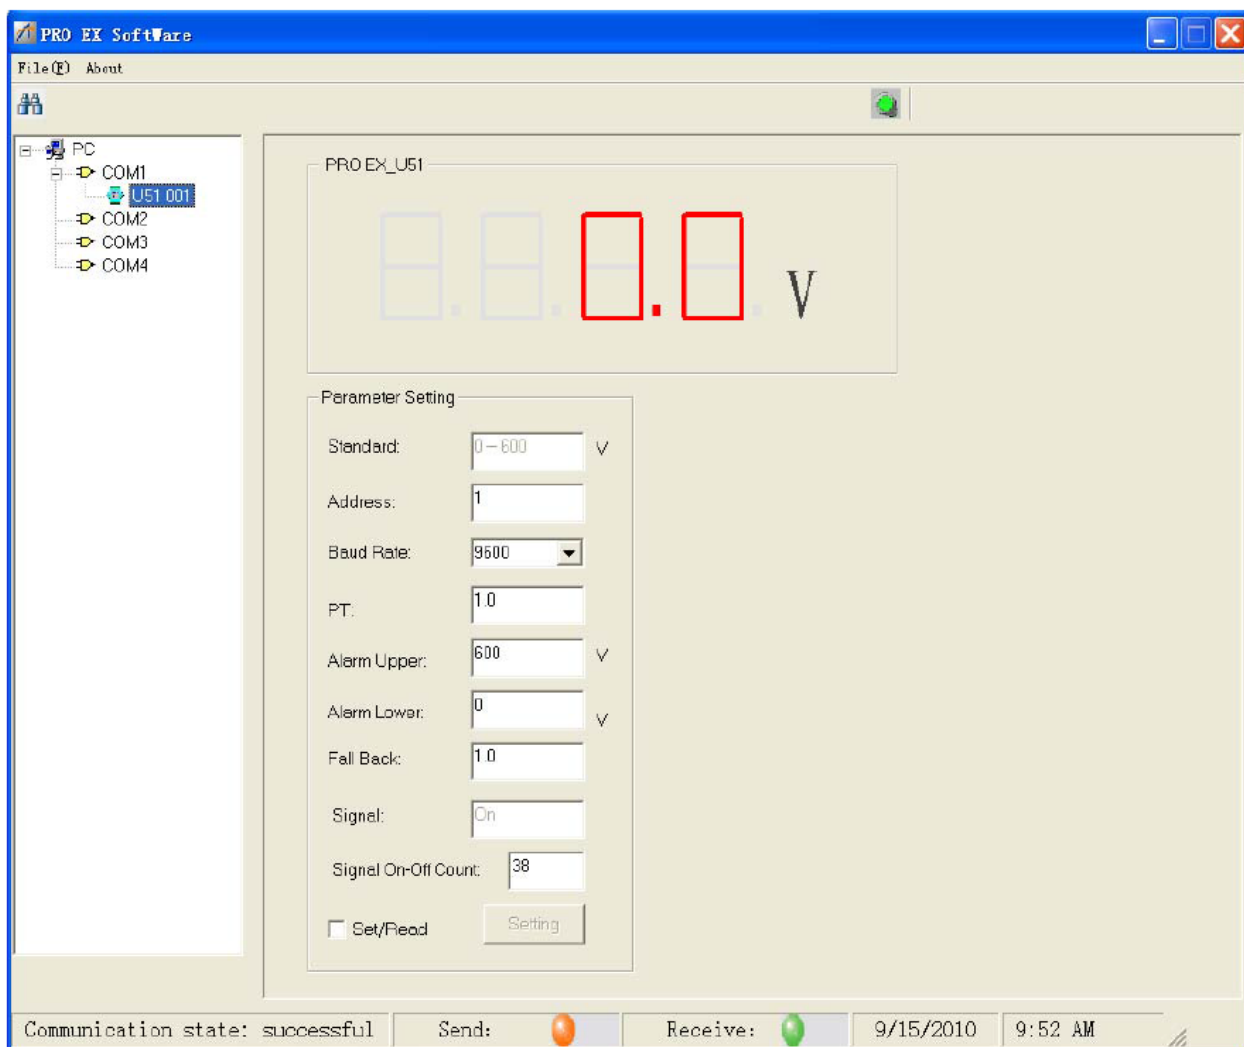 PRO EX SoftWare
File(F) About
PC
COM1
U51 001
COM2
COM3
COM4
PRO EX_U51
0.0 V
Parameter Setting
Standard: 0-600 V
Address: 1
Baud Rate: 9600
PT: 1.0
Alarm Upper: 600 V
Alarm Lower: 0 V
Fall Back: 1.0
Signal: On
Signal On-Off Count: 38
Set/Read Setting
Communication state: successful Send: Receive: 9/15/2010 9:52 AM